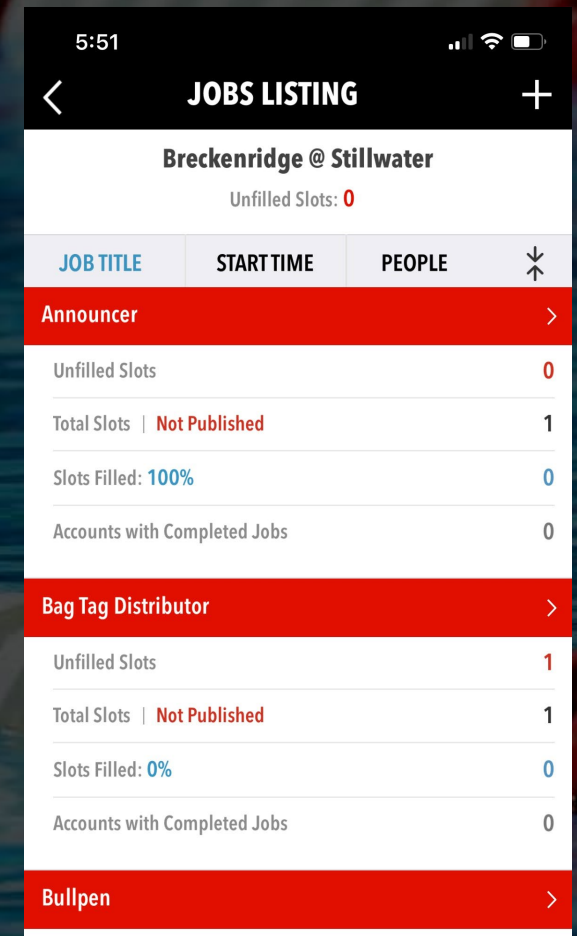 5:51
JOBS LISTING
Breckenridge @ Stillwater
Unfilled Slots: 0
JOB TITLE START TIME PEOPLE
Announcer
Unfilled Slots 0
Total Slots | Not Published 1
Slots Filled: 100% 0
Accounts with Completed Jobs 0
Bag Tag Distributor
Unfilled Slots 1
Total Slots | Not Published 1
Slots Filled: 0% 0
Accounts with Completed Jobs 0
Bullpen